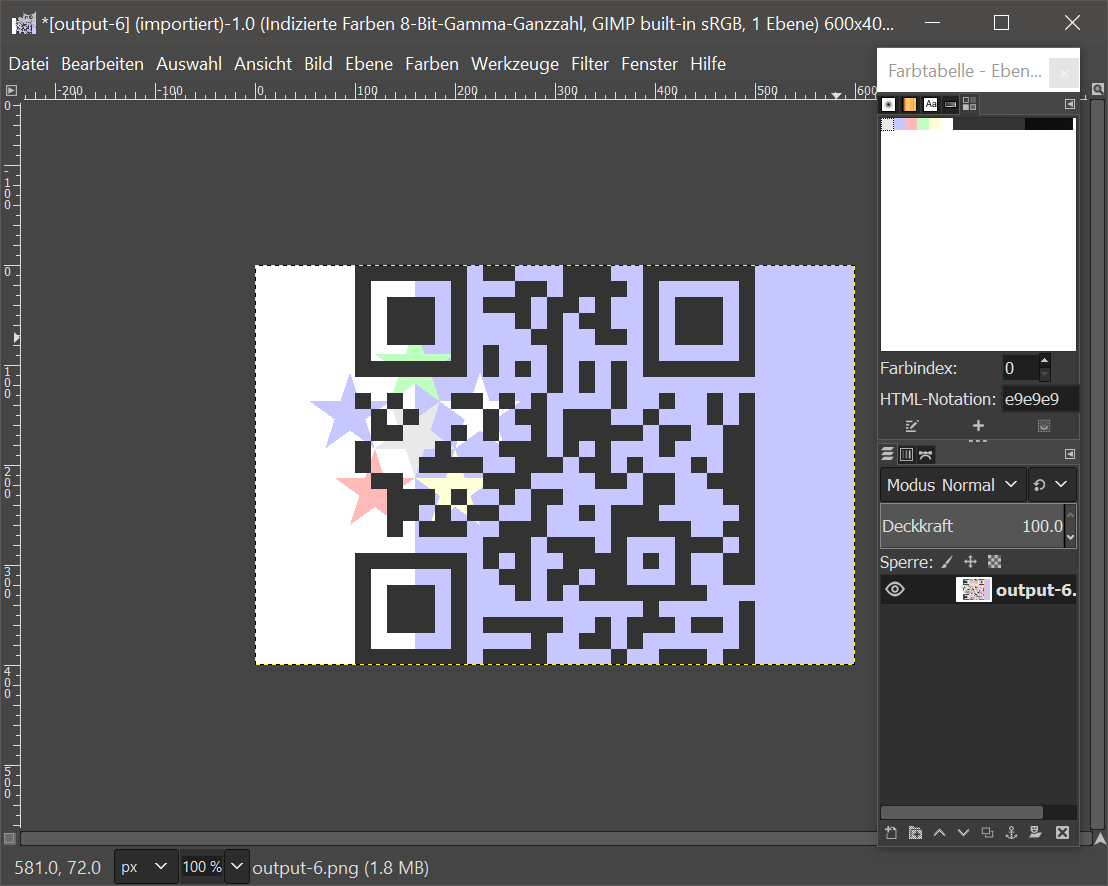 *[output-6] (importiert)-1.0 (Indizierte Farben 8-Bit-Gamma-Ganzzahl, GIMP built-in sRGB, 1 Ebene) 600x40...
Datei Bearbeiten Auswahl Ansicht Bild Ebene Farben Werkzeuge Filter Fenster Hilfe
Farbtabelle - Eben...
-200 -100 0 100 200 300 400 500 600
Aa
0
-100
0
100
200
300
400
500
Farbindex: 0
HTML-Notation: e9e9e9
Modus Normal
Deckkraft 100.0
Sperre:
output-6.
581.0, 72.0 px 100 % output-6.png (1.8 MB)